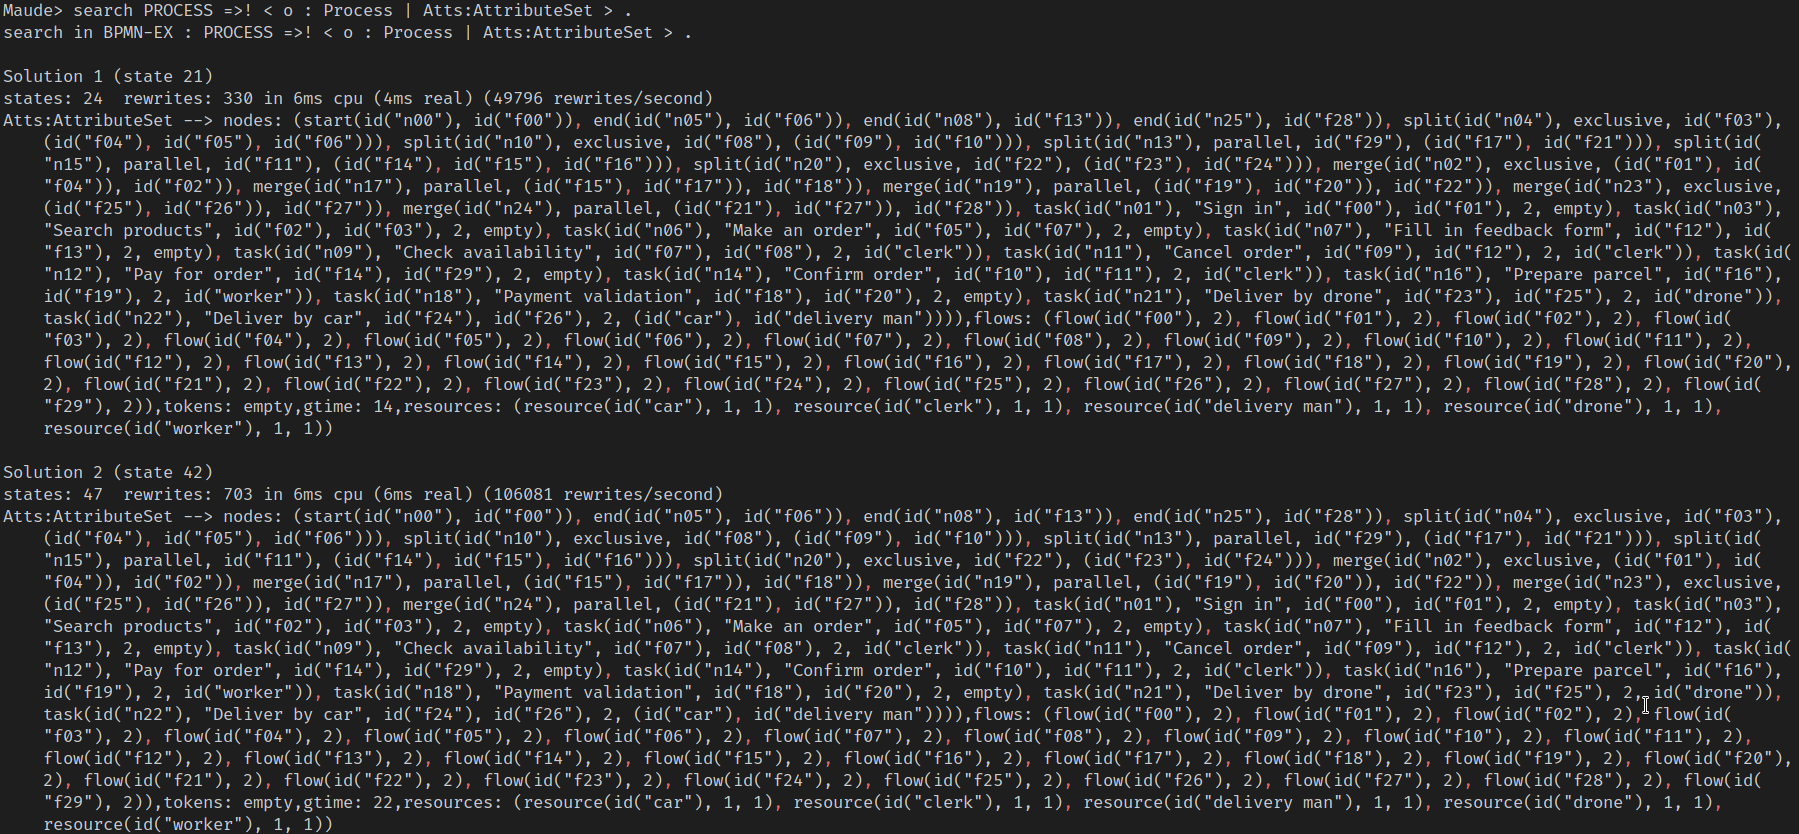 Maude> search PROCESS =>! < o : Process | Atts:AttributeSet > .
search in BPMN-EX : PROCESS =>! < o : Process | Atts:AttributeSet > .
Solution 1 (state 21)
states: 24  rewrites: 330 in 6ms cpu (4ms real) (49796 rewrites/second)
Atts:AttributeSet --> nodes: (start(id("n00"), id("f00")), end(id("n05"), id("f06")), end(id("n08"), id("f13")), end(id("n25"), id("f28")), split(id("n04"), exclusive, id("f03"),
(id("f04"), id("f05"), id("f06"))), split(id("n10"), exclusive, id("f08"), (id("f09"), id("f10"))), split(id("n13"), parallel, id("f29"), (id("f17"), id("f21"))), split(id(
"n15"), parallel, id("f11"), (id("f14"), id("f15"), id("f16"))), split(id("n20"), exclusive, id("f22"), (id("f23"), id("f24"))), merge(id("n02"), exclusive, (id("f01"), id(
"f04")), id("f02")), merge(id("n17"), parallel, (id("f15"), id("f17")), id("f18")), merge(id("n19"), parallel, (id("f19"), id("f20")), id("f22")), merge(id("n23"), exclusive,
(id("f25"), id("f26")), id("f27")), merge(id("n24"), parallel, (id("f21"), id("f27")), id("f28")), task(id("n01"), "Sign in", id("f00"), id("f01"), 2, empty), task(id("n03"),
"Search products", id("f02"), id("f03"), 2, empty), task(id("n06"), "Make an order", id("f05"), id("f07"), 2, empty), task(id("n07"), "Fill in feedback form", id("f12"), id(
"f13"), 2, empty), task(id("n09"), "Check availability", id("f07"), id("f08"), 2, id("clerk")), task(id("n11"), "Cancel order", id("f09"), id("f12"), 2, id("clerk")), task(id(
"n12"), "Pay for order", id("f14"), id("f29"), 2, empty), task(id("n14"), "Confirm order", id("f10"), id("f11"), 2, id("clerk")), task(id("n16"), "Prepare parcel", id("f16"),
id("f19"), 2, id("worker")), task(id("n18"), "Payment validation", id("f18"), id("f20"), 2, empty), task(id("n21"), "Deliver by drone", id("f23"), id("f25"), 2, id("drone")),
task(id("n22"), "Deliver by car", id("f24"), id("f26"), 2, (id("car"), id("delivery man")))),flows: (flow(id("f00"), 2), flow(id("f01"), 2), flow(id("f02"), 2), flow(id(
"f03"), 2), flow(id("f04"), 2), flow(id("f05"), 2), flow(id("f06"), 2), flow(id("f07"), 2), flow(id("f08"), 2), flow(id("f09"), 2), flow(id("f10"), 2), flow(id("f11"), 2),
flow(id("f12"), 2), flow(id("f13"), 2), flow(id("f14"), 2), flow(id("f15"), 2), flow(id("f16"), 2), flow(id("f17"), 2), flow(id("f18"), 2), flow(id("f19"), 2), flow(id("f20"),
2), flow(id("f21"), 2), flow(id("f22"), 2), flow(id("f23"), 2), flow(id("f24"), 2), flow(id("f25"), 2), flow(id("f26"), 2), flow(id("f27"), 2), flow(id("f28"), 2), flow(id(
"f29"), 2)),tokens: empty,gtime: 14,resources: (resource(id("car"), 1, 1), resource(id("clerk"), 1, 1), resource(id("delivery man"), 1, 1), resource(id("drone"), 1, 1),
resource(id("worker"), 1, 1))
Solution 2 (state 42)
states: 47  rewrites: 703 in 6ms cpu (6ms real) (106081 rewrites/second)
Atts:AttributeSet --> nodes: (start(id("n00"), id("f00")), end(id("n05"), id("f06")), end(id("n08"), id("f13")), end(id("n25"), id("f28")), split(id("n04"), exclusive, id("f03"),
(id("f04"), id("f05"), id("f06"))), split(id("n10"), exclusive, id("f08"), (id("f09"), id("f10"))), split(id("n13"), parallel, id("f29"), (id("f17"), id("f21"))), split(id(
"n15"), parallel, id("f11"), (id("f14"), id("f15"), id("f16"))), split(id("n20"), exclusive, id("f22"), (id("f23"), id("f24"))), merge(id("n02"), exclusive, (id("f01"), id(
"f04")), id("f02")), merge(id("n17"), parallel, (id("f15"), id("f17")), id("f18")), merge(id("n19"), parallel, (id("f19"), id("f20")), id("f22")), merge(id("n23"), exclusive,
(id("f25"), id("f26")), id("f27")), merge(id("n24"), parallel, (id("f21"), id("f27")), id("f28")), task(id("n01"), "Sign in", id("f00"), id("f01"), 2, empty), task(id("n03"),
"Search products", id("f02"), id("f03"), 2, empty), task(id("n06"), "Make an order", id("f05"), id("f07"), 2, empty), task(id("n07"), "Fill in feedback form", id("f12"), id(
"f13"), 2, empty), task(id("n09"), "Check availability", id("f07"), id("f08"), 2, id("clerk")), task(id("n11"), "Cancel order", id("f09"), id("f12"), 2, id("clerk")), task(id(
"n12"), "Pay for order", id("f14"), id("f29"), 2, empty), task(id("n14"), "Confirm order", id("f10"), id("f11"), 2, id("clerk")), task(id("n16"), "Prepare parcel", id("f16"),
id("f19"), 2, id("worker")), task(id("n18"), "Payment validation", id("f18"), id("f20"), 2, empty), task(id("n21"), "Deliver by drone", id("f23"), id("f25"), 2, id("drone")),
task(id("n22"), "Deliver by car", id("f24"), id("f26"), 2, (id("car"), id("delivery man")))),flows: (flow(id("f00"), 2), flow(id("f01"), 2), flow(id("f02"), 2), flow(id(
"f03"), 2), flow(id("f04"), 2), flow(id("f05"), 2), flow(id("f06"), 2), flow(id("f07"), 2), flow(id("f08"), 2), flow(id("f09"), 2), flow(id("f10"), 2), flow(id("f11"), 2),
flow(id("f12"), 2), flow(id("f13"), 2), flow(id("f14"), 2), flow(id("f15"), 2), flow(id("f16"), 2), flow(id("f17"), 2), flow(id("f18"), 2), flow(id("f19"), 2), flow(id("f20"),
2), flow(id("f21"), 2), flow(id("f22"), 2), flow(id("f23"), 2), flow(id("f24"), 2), flow(id("f25"), 2), flow(id("f26"), 2), flow(id("f27"), 2), flow(id("f28"), 2), flow(id(
"f29"), 2)),tokens: empty,gtime: 22,resources: (resource(id("car"), 1, 1), resource(id("clerk"), 1, 1), resource(id("delivery man"), 1, 1), resource(id("drone"), 1, 1),
resource(id("worker"), 1, 1))